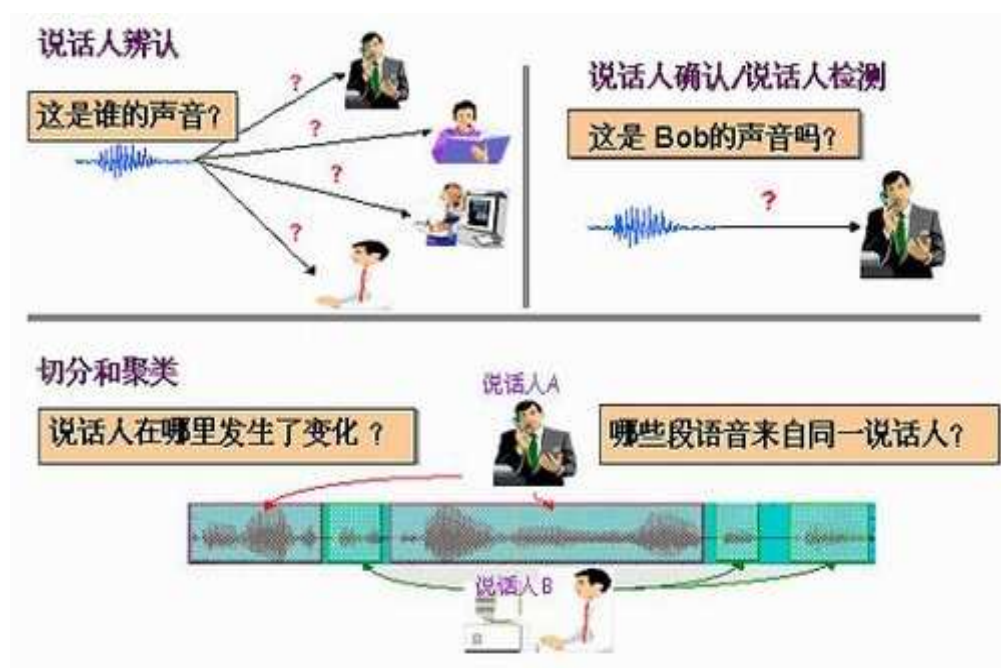 说话人辨认
这是谁的声音?
?
?
?
?
说话人确认/说话人检测
这是 Bob的声音吗?
?
切分和聚类
说话人在哪里发生了变化 ?
说话人A
哪些段语音来自同一说话人?
说话人B